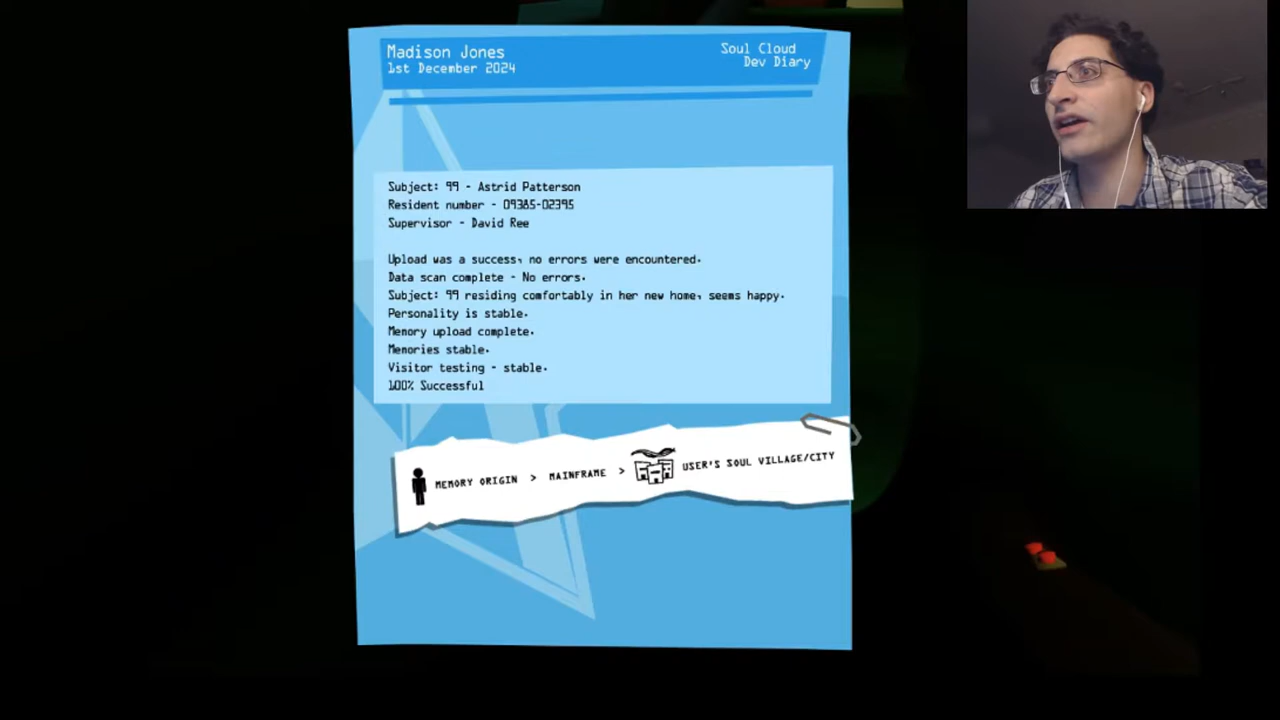 Madison Jones
1st December 2024
Soul Cloud
Dev Diary
Subject: 99 - Astrid Patterson
Resident number - 09385-02395
Supervisor - David Ree
Upload was a success, no errors were encountered.
Data scan complete - No errors.
Subject: 99 residing comfortably in her new home, seems happy.
Personality is stable.
Memory upload complete.
Memories stable.
Visitor testing - stable.
100% Successful
MEMORY ORIGIN > MAINFRAME > USER'S SOUL VILLAGE/CITY